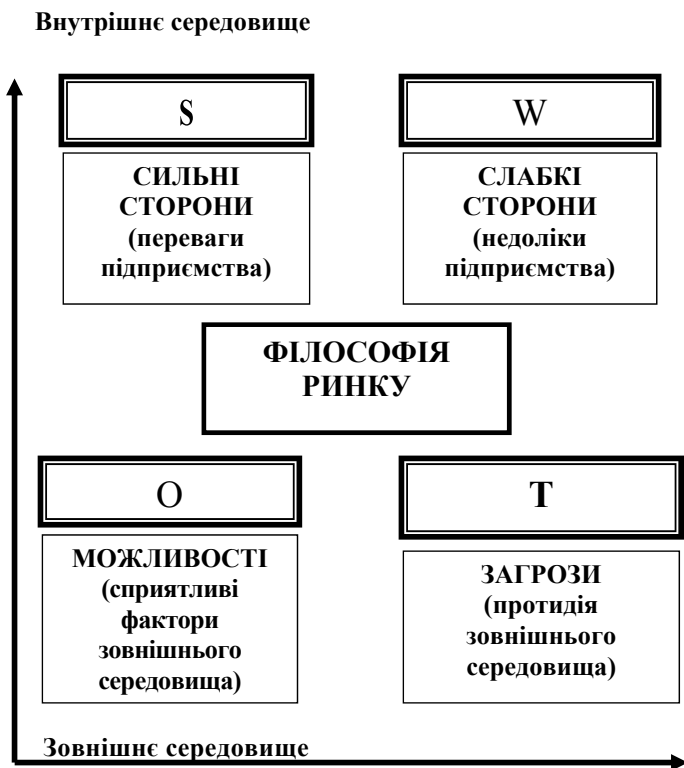 Внутрішнє середовище
S
W
СИЛЬНІ
СТОРОНИ
(переваги
підприємства)
СЛАБКІ
СТОРОНИ
(недоліки
підприємства)
ФІЛОСОФІЯ
РИНКУ
O
T
МОЖЛИВОСТІ
(сприятливі
фактори
зовнішнього
середовища)
ЗАГРОЗИ
(протидія
зовнішнього
середовища)
Зовнішнє середовище